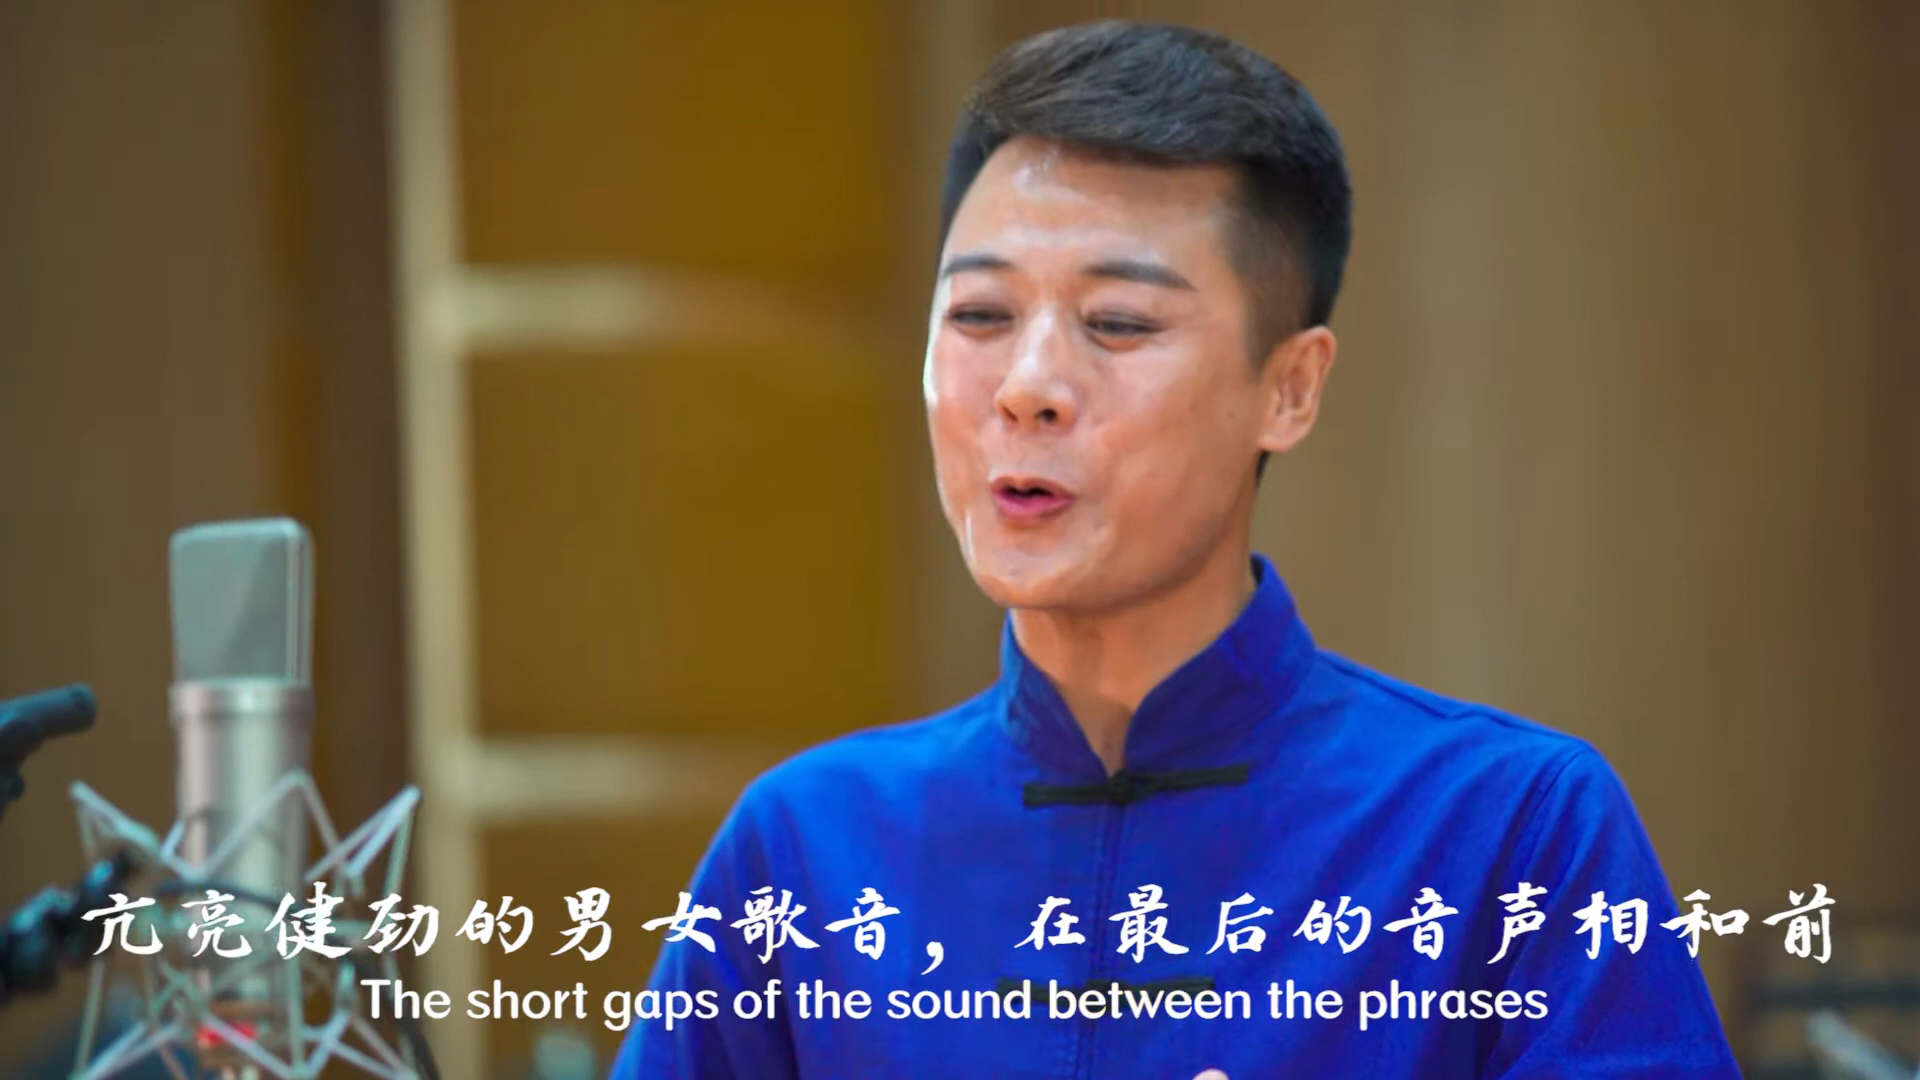 亢亮健劲的男女歌音，在最后的音声相和前
The short gaps of the sound between the phrases